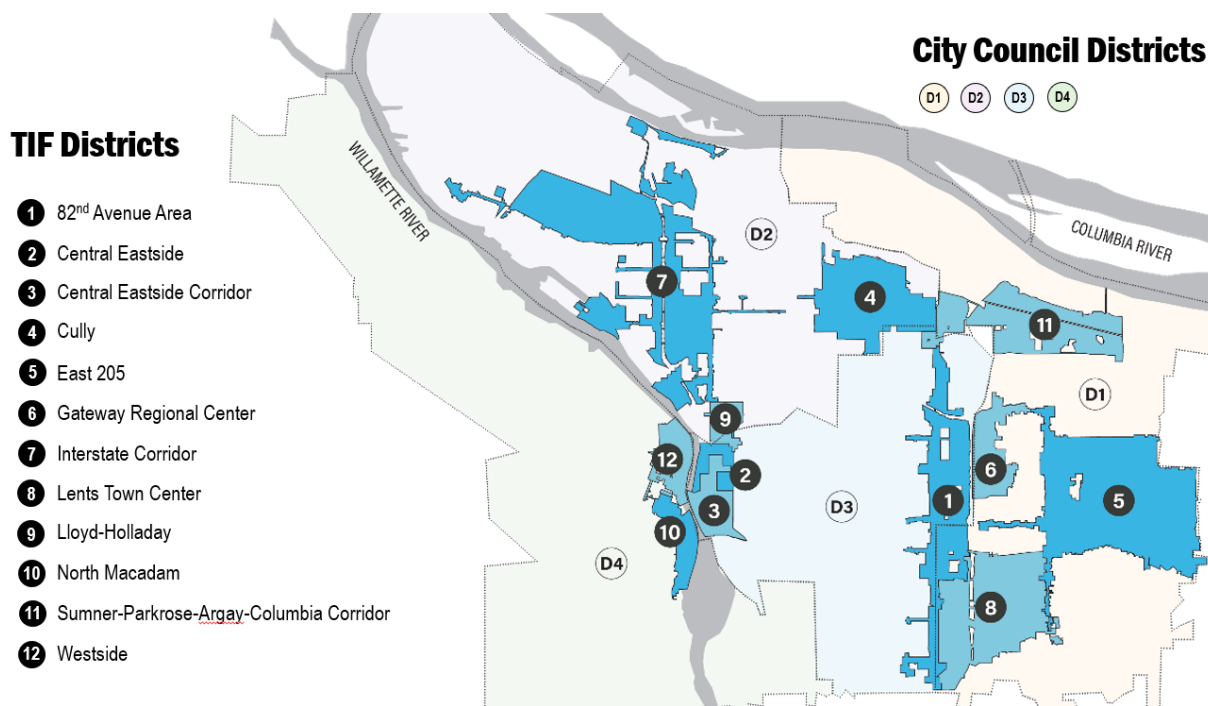 City Council Districts
D1 D2 D3 D4
TIF Districts
1 82nd Avenue Area
2 Central Eastside
3 Central Eastside Corridor
4 Cully
5 East 205
6 Gateway Regional Center
7 Interstate Corridor
8 Lents Town Center
9 Lloyd-Holladay
10 North Macadam
11 Sumner-Parkrose-Argay-Columbia Corridor
12 Westside
WILLAMETTE RIVER
COLUMBIA RIVER
D2
7
4
11
D1
9
12
2
6
1
5
3
D3
10
D4
8